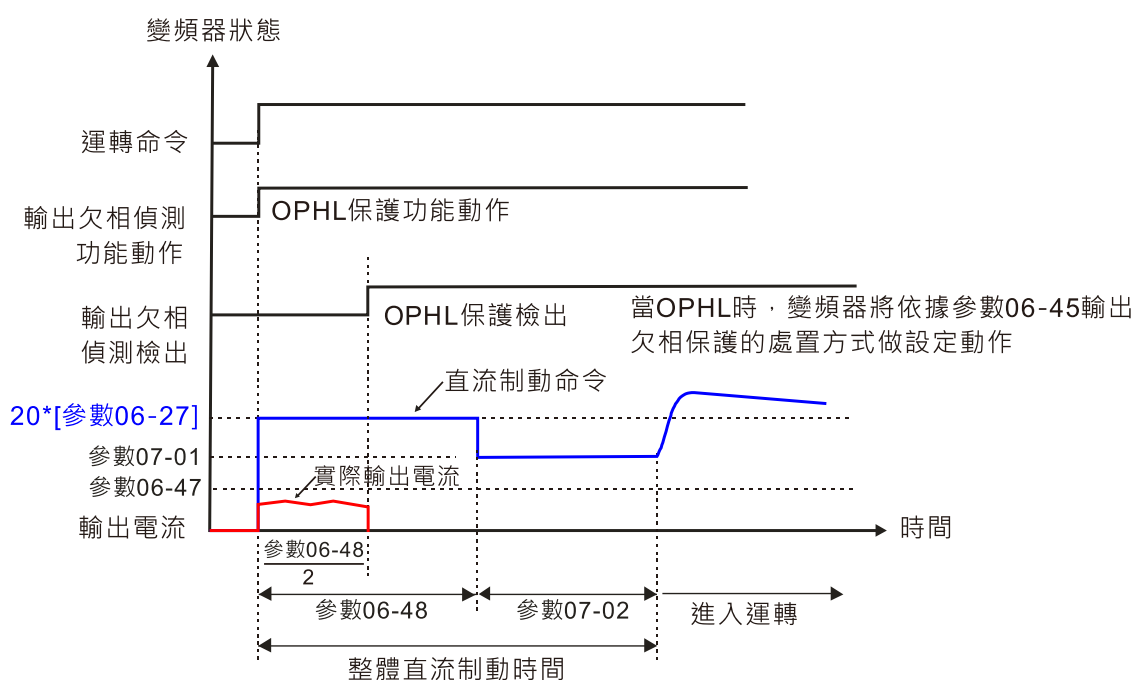 變頻器狀態
運轉命令
輸出欠相偵測
功能動作
OPHL保護功能動作
輸出欠相
偵測檢出
OPHL保護檢出
當OPHL時，變頻器將依據參數06-45輸出
欠相保護的處置方式做設定動作
直流制動命令
20*[參數06-27]
參數07-01
參數06-47
實際輸出電流
輸出電流
時間
參數06-48
2
參數06-48
參數07-02
進入運轉
整體直流制動時間